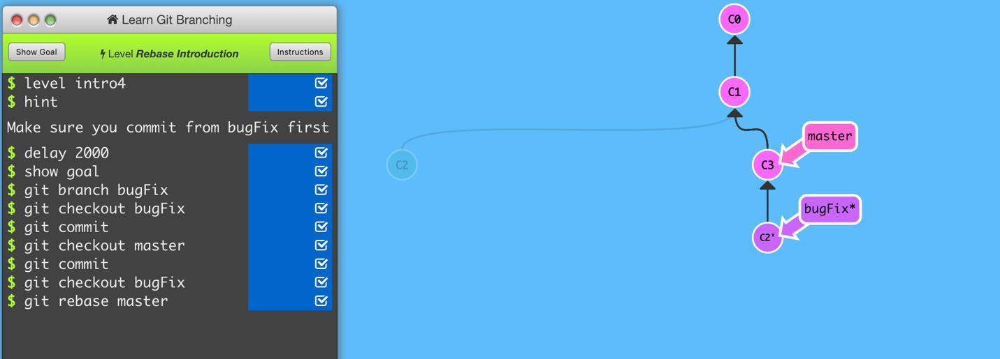 Learn Git Branching
Show Goal
Level Rebase Introduction
Instructions
$ level intro4
$ hint
Make sure you commit from bugFix first
$ delay 2000
$ show goal
$ git branch bugFix
$ git checkout bugFix
$ git commit
$ git checkout master
$ git commit
$ git checkout bugFix
$ git rebase master
C0
C1
master
C2
C3
bugFix*
C2'